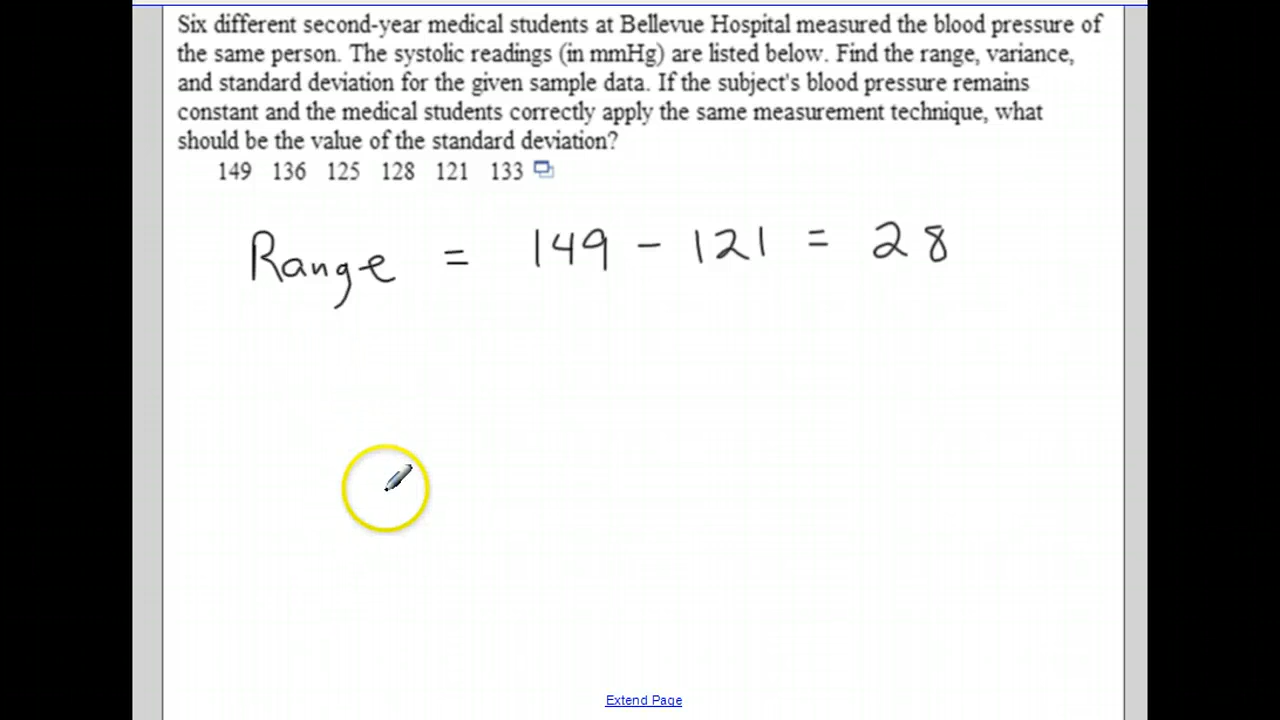 Six different second-year medical students at Bellevue Hospital measured the blood pressure of
the same person. The systolic readings (in mmHg) are listed below. Find the range, variance,
and standard deviation for the given sample data. If the subject's blood pressure remains
constant and the medical students correctly apply the same measurement technique, what
should be the value of the standard deviation?
149 136 125 128 121 133
Range = 149 - 121 = 28
Extend Page